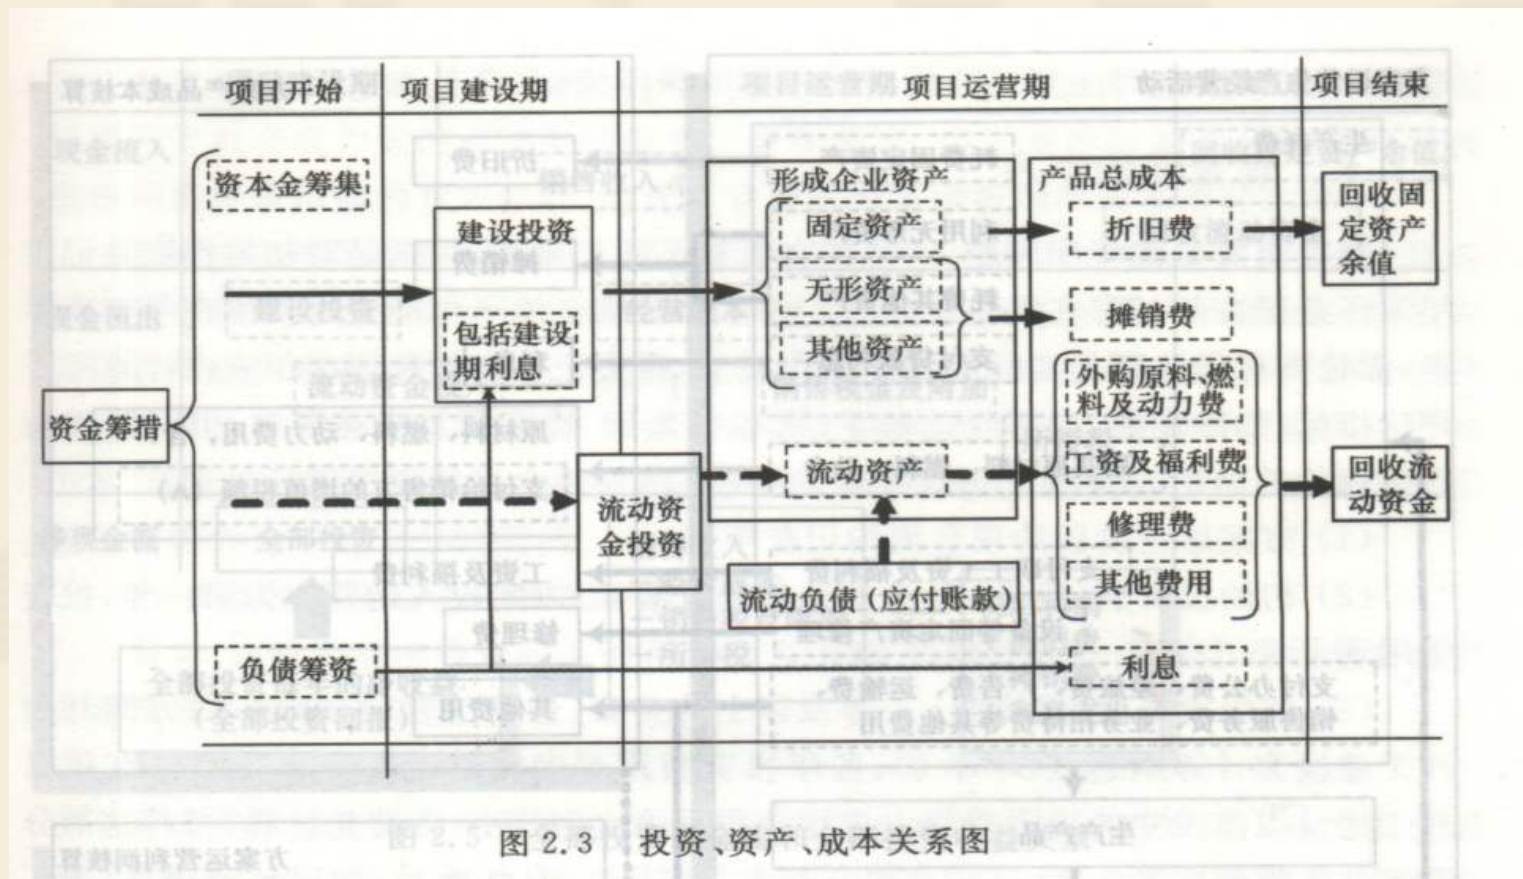 项目开始
项目建设期
项目运营期
项目结束
资金筹措
资本金筹集
负债筹资
建设投资
包括建设
期利息
流动资
金投资
形成企业资产
固定资产
无形资产
其他资产
流动资产
流动负债(应付账款)
产品总成本
折旧费
摊销费
外购原料、燃
料及动力费
工资及福利费
修理费
其他费用
利息
回收固
定资产
余值
回收流
动资金
图 2.3 投资、资产、成本关系图